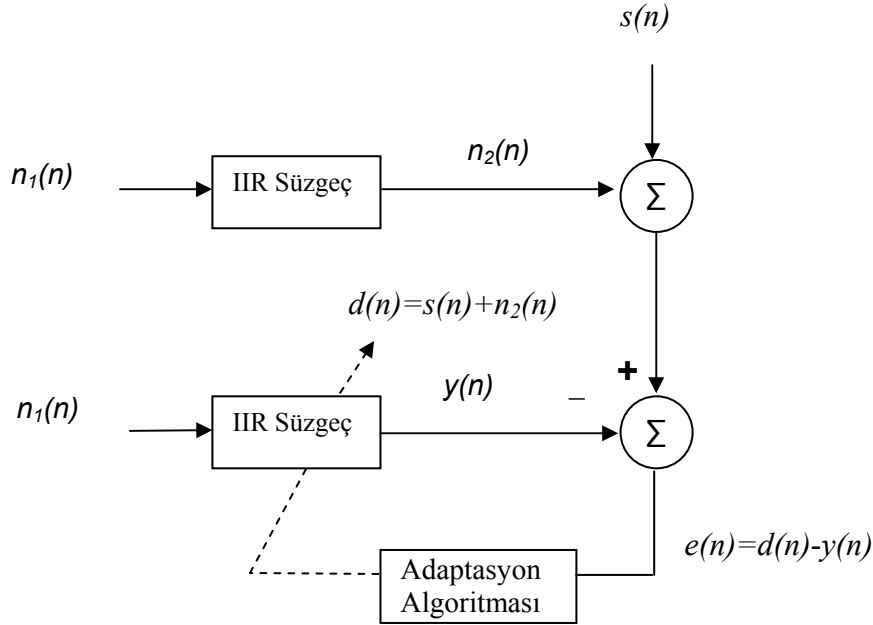 s(n)
n₁(n)
IIR Süzgeç
n₂(n)
Σ
d(n)=s(n)+n₂(n)
n₁(n)
IIR Süzgeç
y(n)
–
+
Σ
e(n)=d(n)-y(n)
Adaptasyon
Algoritması